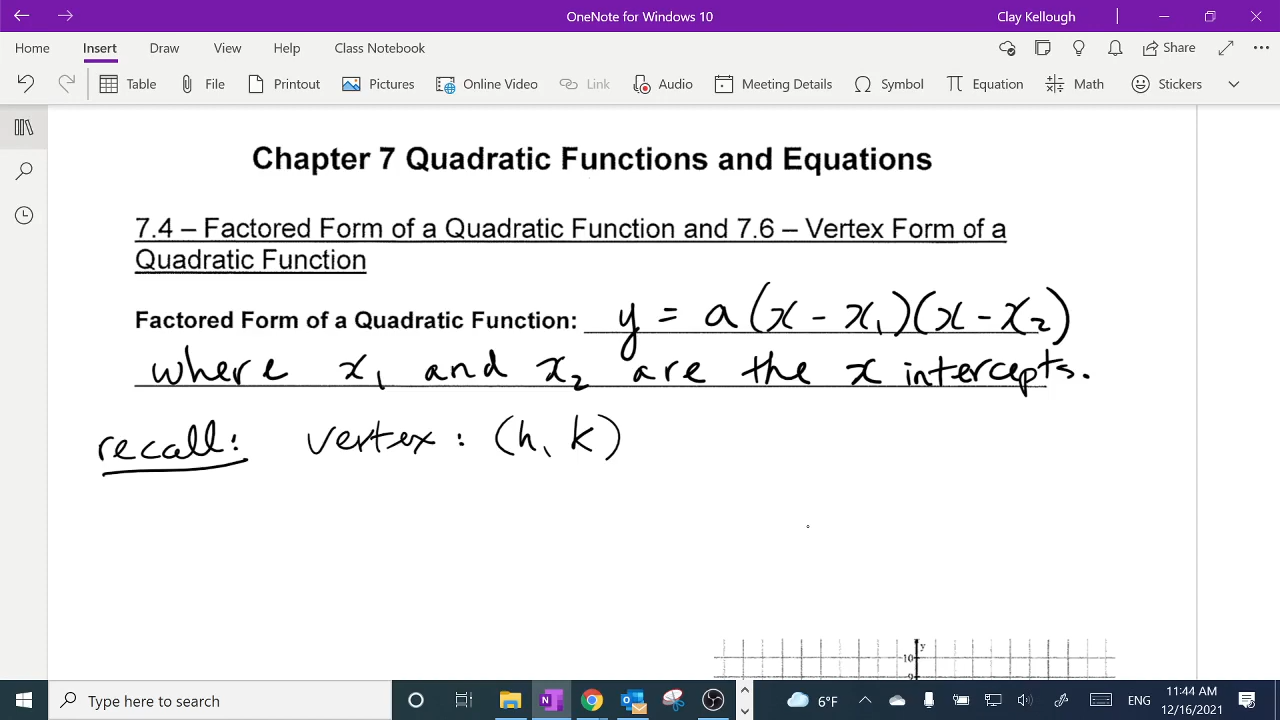 OneNote for Windows 10
Clay Kellough
Home Insert Draw View Help Class Notebook Share
Table File Printout Pictures Online Video Link Audio Meeting Details Symbol Equation Math Stickers
Chapter 7 Quadratic Functions and Equations
7.4 – Factored Form of a Quadratic Function and 7.6 – Vertex Form of a
Quadratic Function
Factored Form of a Quadratic Function: y = a(x - x₁)(x - x₂)
where x₁ and x₂ are the x intercepts.
recall: vertex: (h, k)
y
10
9
Type here to search
6°F
ENG
11:44 AM
12/16/2021